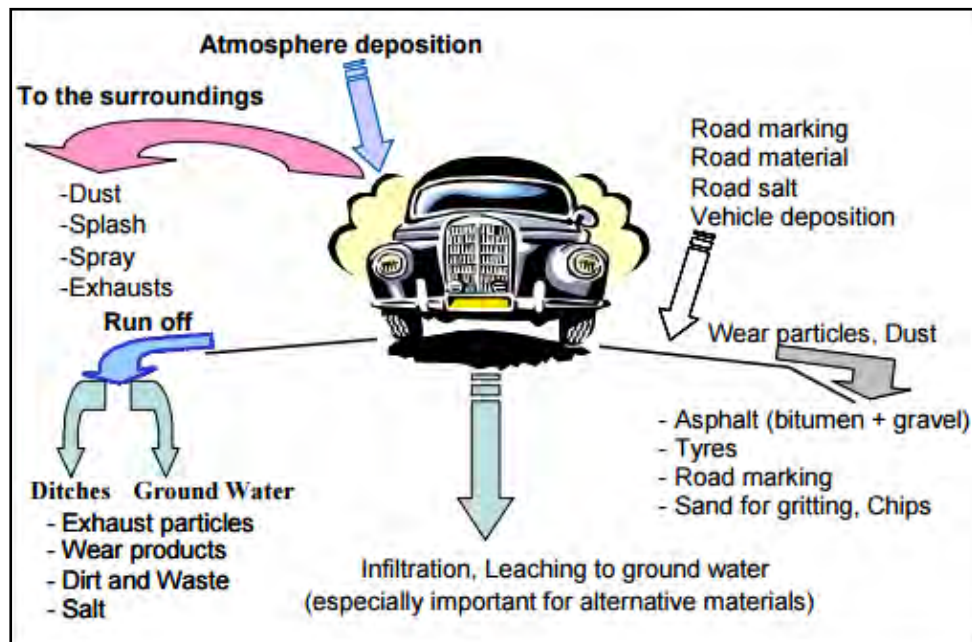 Atmosphere deposition
To the surroundings
-Dust
-Splash
-Spray
-Exhausts
Road marking
Road material
Road salt
Vehicle deposition
Run off
Wear particles, Dust
- Asphalt (bitumen + gravel)
- Tyres
- Road marking
- Sand for gritting, Chips
Ditches Ground Water
- Exhaust particles
- Wear products
- Dirt and Waste
- Salt
Infiltration, Leaching to ground water
(especially important for alternative materials)